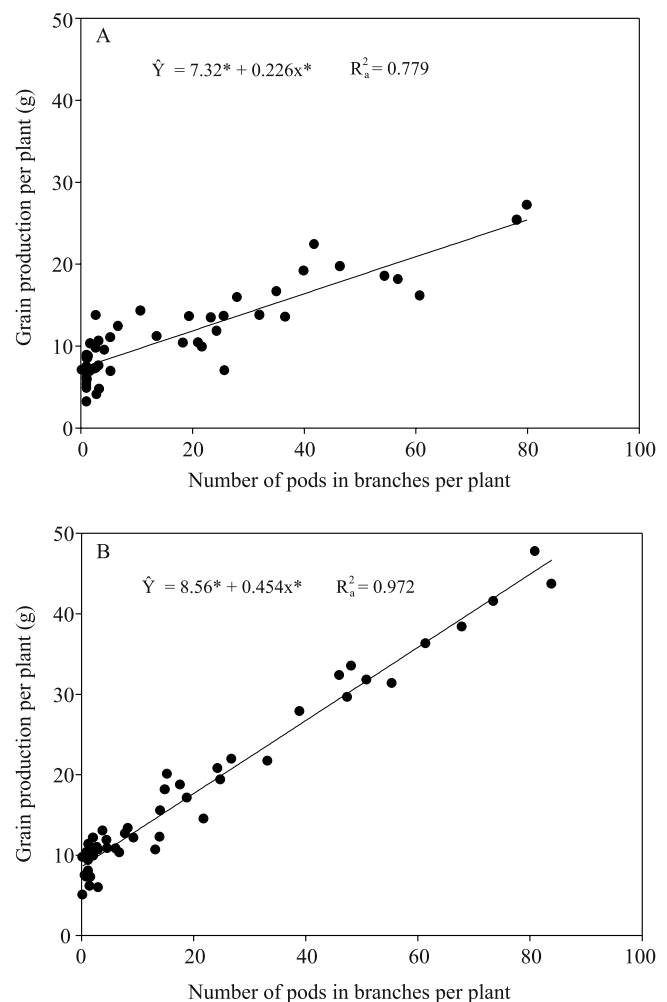 A
Ŷ = 7.32* + 0.226x* R²ₐ = 0.779
50
40
30
20
10
0
Grain production per plant (g)
0 20 40 60 80 100
Number of pods in branches per plant
B
Ŷ = 8.56* + 0.454x* R²ₐ = 0.972
50
40
30
20
10
0
Grain production per plant (g)
0 20 40 60 80 100
Number of pods in branches per plant